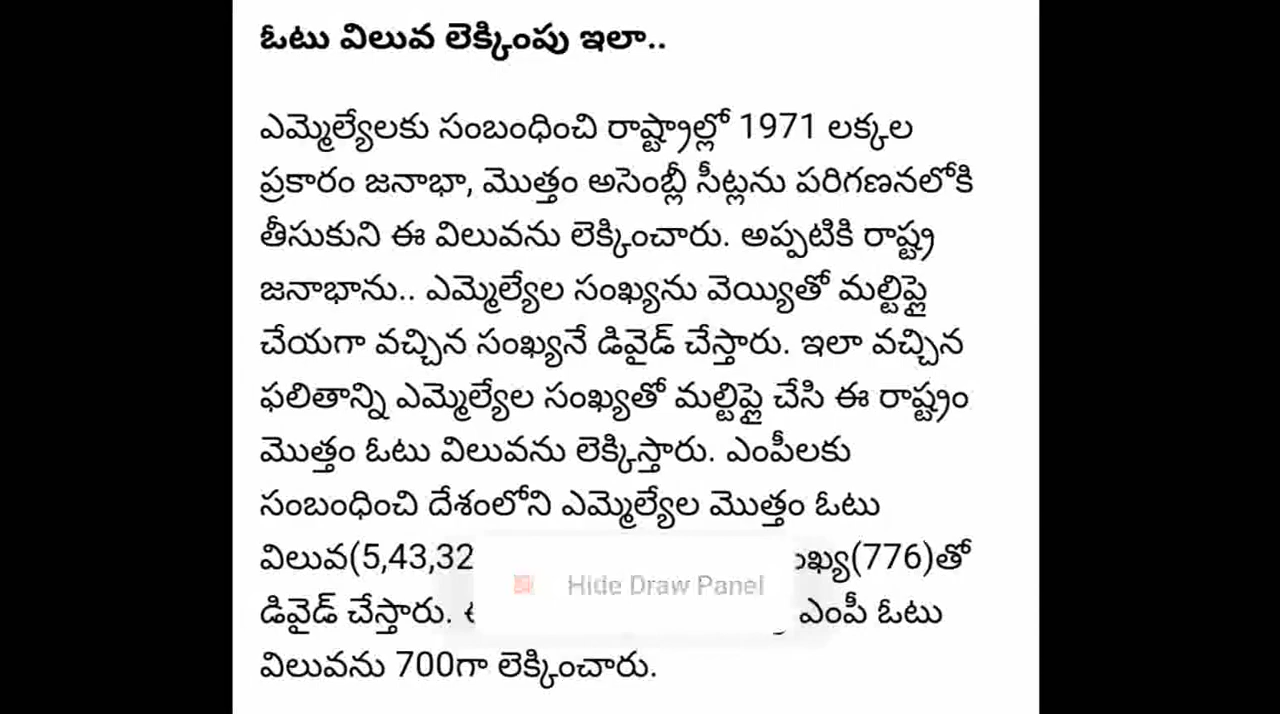 ఓటు విలువ లెక్కింపు ఇలా..
ఎమ్మెల్యేలకు సంబంధించి రాష్ట్రాల్లో 1971 లక్కల
ప్రకారం జనాభా, మొత్తం అసెంబ్లీ సీట్లను పరిగణనలోకి
తీసుకుని ఈ విలువను లెక్కించారు. అప్పటికి రాష్ట్ర
జనాభాను.. ఎమ్మెల్యేల సంఖ్యను వెయ్యితో మల్టిప్లై
చేయగా వచ్చిన సంఖ్యనే డివైడ్ చేస్తారు. ఇలా వచ్చిన
ఫలితాన్ని ఎమ్మెల్యేల సంఖ్యతో మల్టిప్లై చేసి ఈ రాష్ట్రం
మొత్తం ఓటు విలువను లెక్కిస్తారు. ఎంపీలకు
సంబంధించి దేశంలోని ఎమ్మెల్యేల మొత్తం ఓటు
విలువ(5,43,32 ంఖ్య(776)తో
Hide Draw Panel
డివైడ్ చేస్తారు. ఎంపీ ఓటు
విలువను 700గా లెక్కించారు.